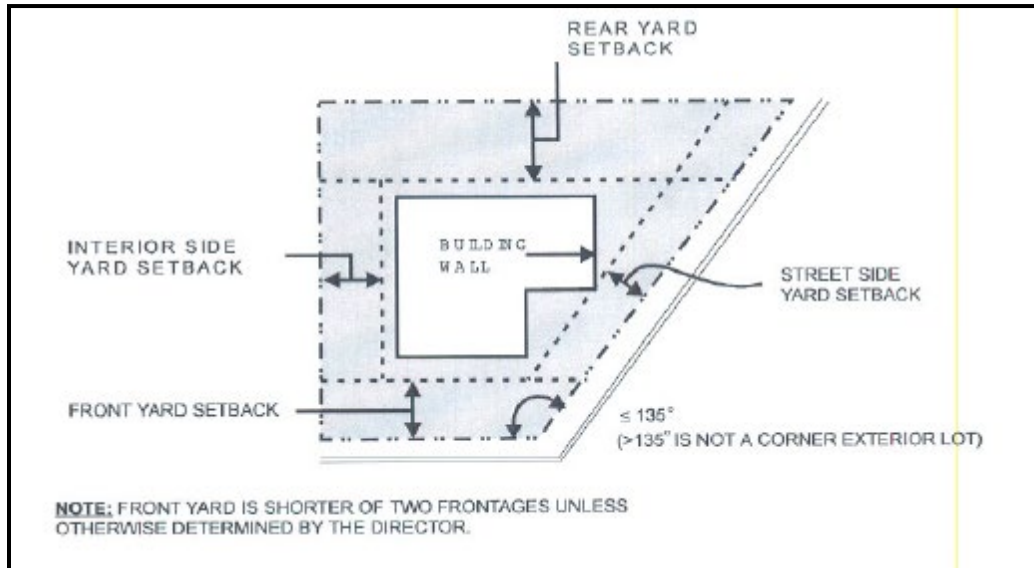 REAR YARD
SETBACK
INTERIOR SIDE
YARD SETBACK
BUILDING
WALL
STREET SIDE
YARD SETBACK
FRONT YARD SETBACK
≤ 135°
(>135° IS NOT A CORNER EXTERIOR LOT)
NOTE: FRONT YARD IS SHORTER OF TWO FRONTAGES UNLESS
OTHERWISE DETERMINED BY THE DIRECTOR.